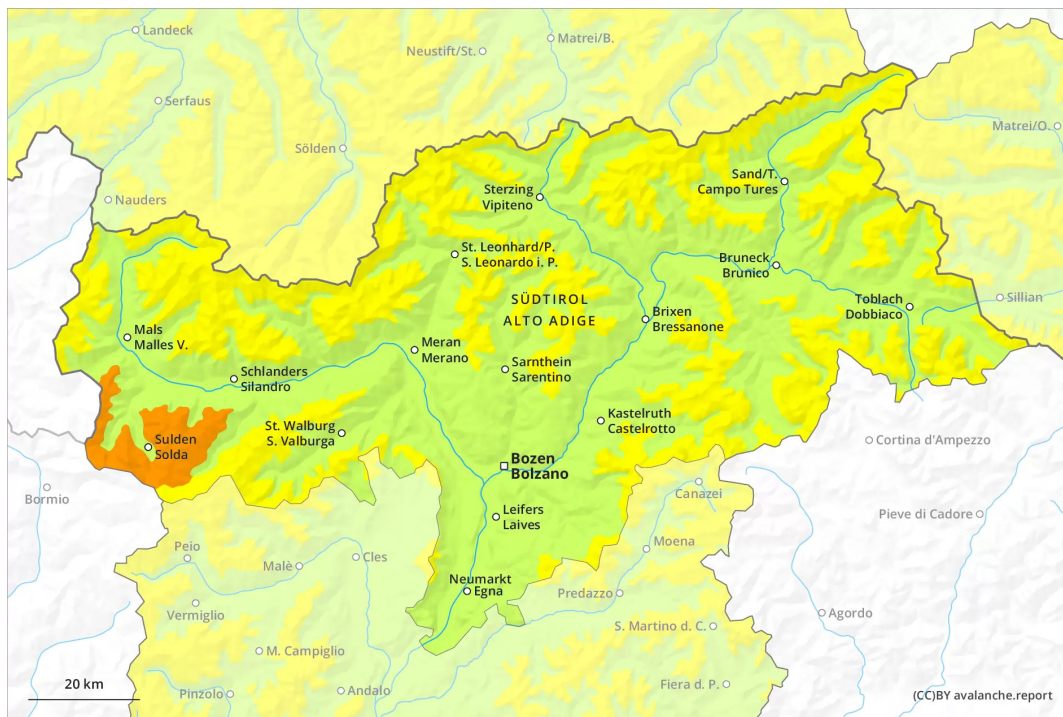 Landeck
Matrei/B.
Neustift/St.
Serfaus
Matrei/O.
Sölden
Sand/T.
Campo Tures
Sterzing
Vipiteno
Nauders
St. Leonhard/P.
S. Leonardo i. P.
Bruneck
Brunico
SÜDTIROL
ALTO ADIGE
Toblach
Dobbiaco
Sillian
Brixen
Bressanone
Mals
Malles V.
Meran
Merano
Schlanders
Silandro
Sarnthein
Sarentino
St. Walburg
S. Valburga
Kastelruth
Castelrotto
Sulden
Solda
Cortina d'Ampezzo
Bozen
Bolzano
Bormio
Canazei
Leifers
Laives
Pieve di Cadore
Peio
Moena
Malè
Cles
Neumarkt
Egna
Predazzo
Vermiglio
Agordo
S. Martino d. C.
M. Campiglio
20 km
Pinzolo
Andalo
Fiera d. P.
(CC)BY avalanche.report